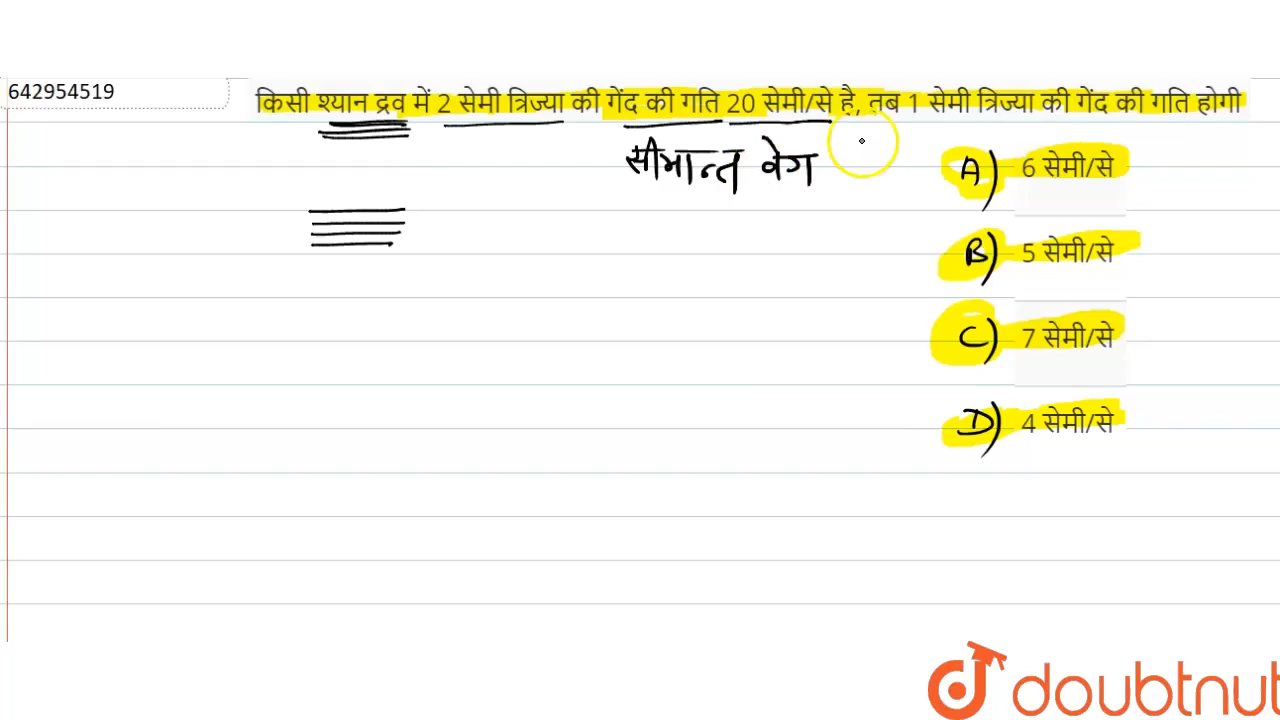 642954519
किसी श्यान द्रव में 2 सेमी त्रिज्या की गेंद की गति 20 सेमी/से है, तब 1 सेमी त्रिज्या की गेंद की गति होगी
सीमान्त वेग
A) 6 सेमी/से
B) 5 सेमी/से
C) 7 सेमी/से
D) 4 सेमी/से
doubtnut